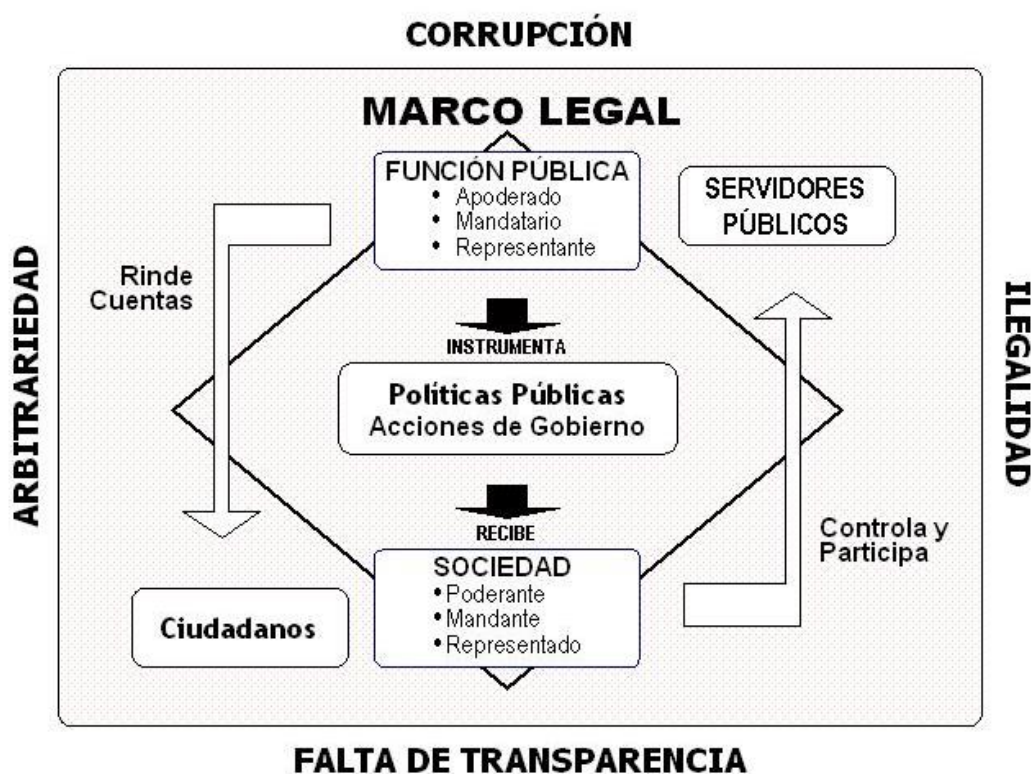 CORRUPCIÓN
MARCO LEGAL
FUNCIÓN PÚBLICA
• Apoderado
• Mandatario
• Representante
SERVIDORES
PÚBLICOS
Rinde
Cuentas
ARBITRARIEDAD
ILEGALIDAD
INSTRUMENTA
Políticas Públicas
Acciones de Gobierno
RECIBE
Controla y
Participa
SOCIEDAD
• Poderante
• Mandante
• Representado
Ciudadanos
FALTA DE TRANSPARENCIA